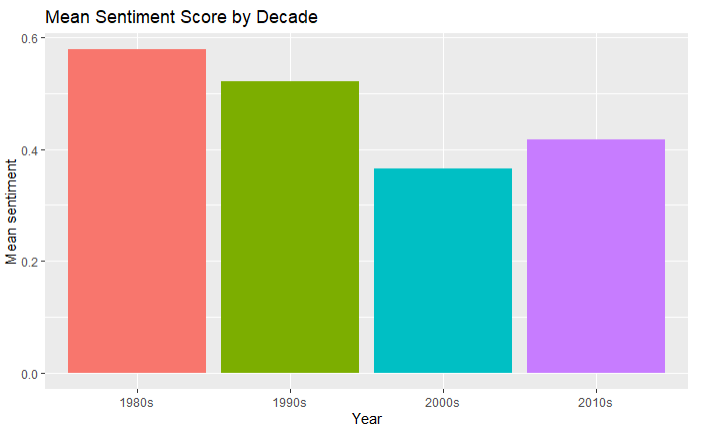 Mean Sentiment Score by Decade
0.6
0.4
0.2
0.0
Mean sentiment
1980s 1990s 2000s 2010s
Year